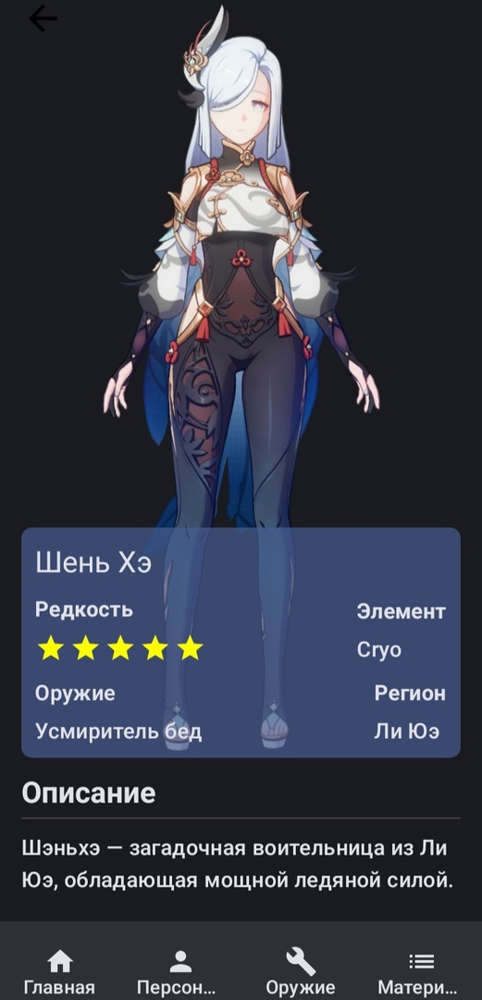 Шень Хэ
Редкость
Элемент
Cryo
Оружие
Регион
Усмиритель бед
Ли Юэ
Описание
Шэньхэ — загадочная воительница из Ли
Юэ, обладающая мощной ледяной силой.
Главная
Персон...
Оружие
Матери...